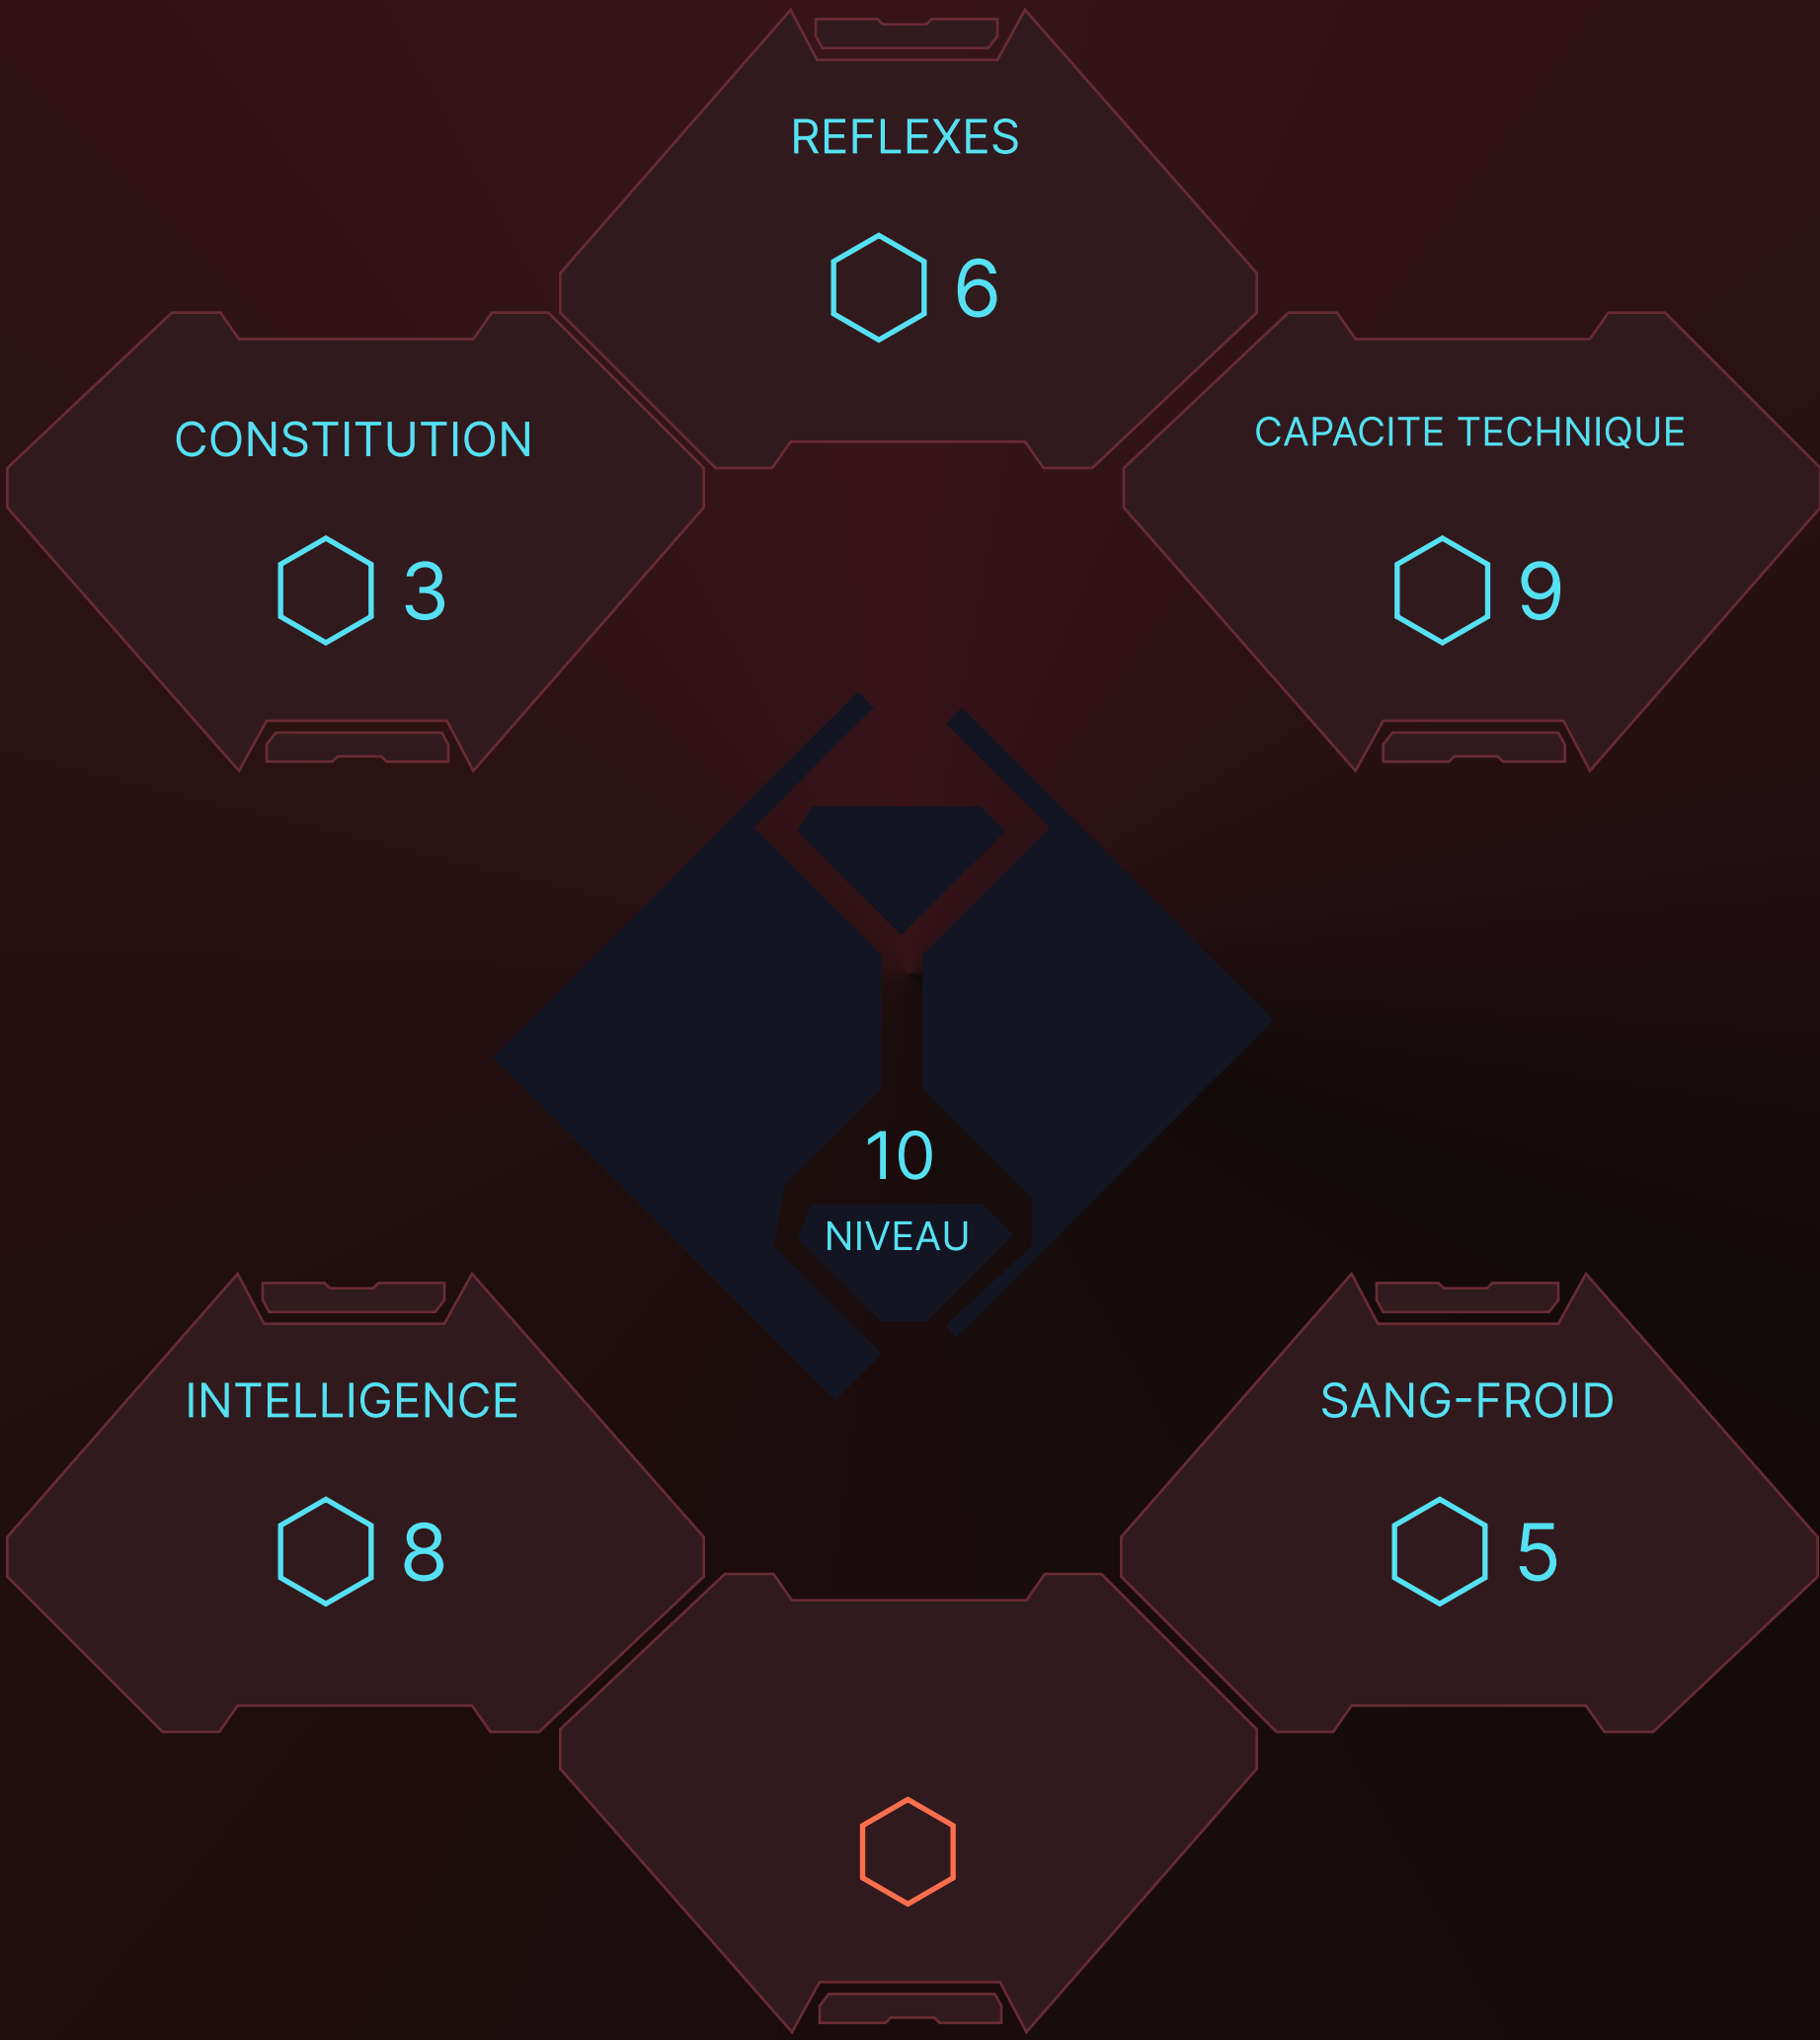 REFLEXES
6
CONSTITUTION
3
CAPACITE TECHNIQUE
9
10
NIVEAU
INTELLIGENCE
8
SANG-FROID
5